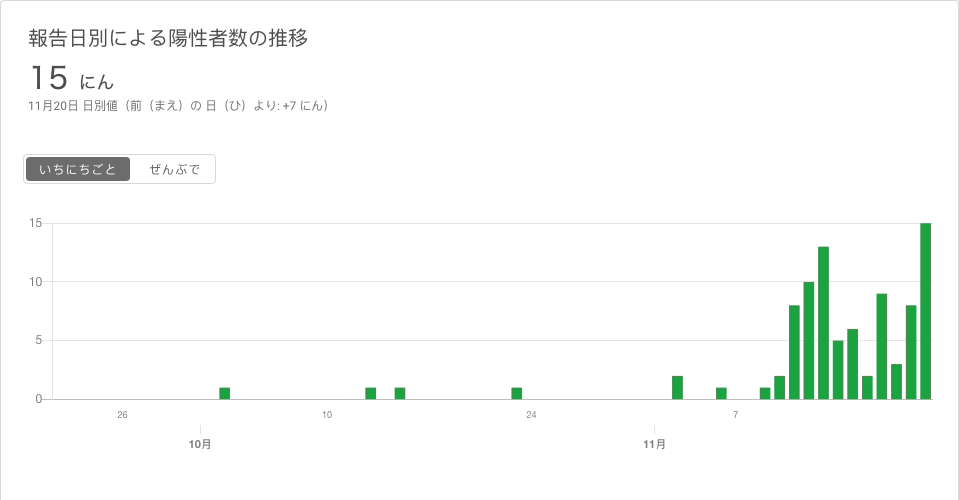 報告日別による陽性者数の推移
15 にん
11月20日 日別値（前（まえ）の 日（ひ）より: +7 にん）
いちにちごと ぜんぶで
15
10
5
0
26 10 24 7
10月 11月